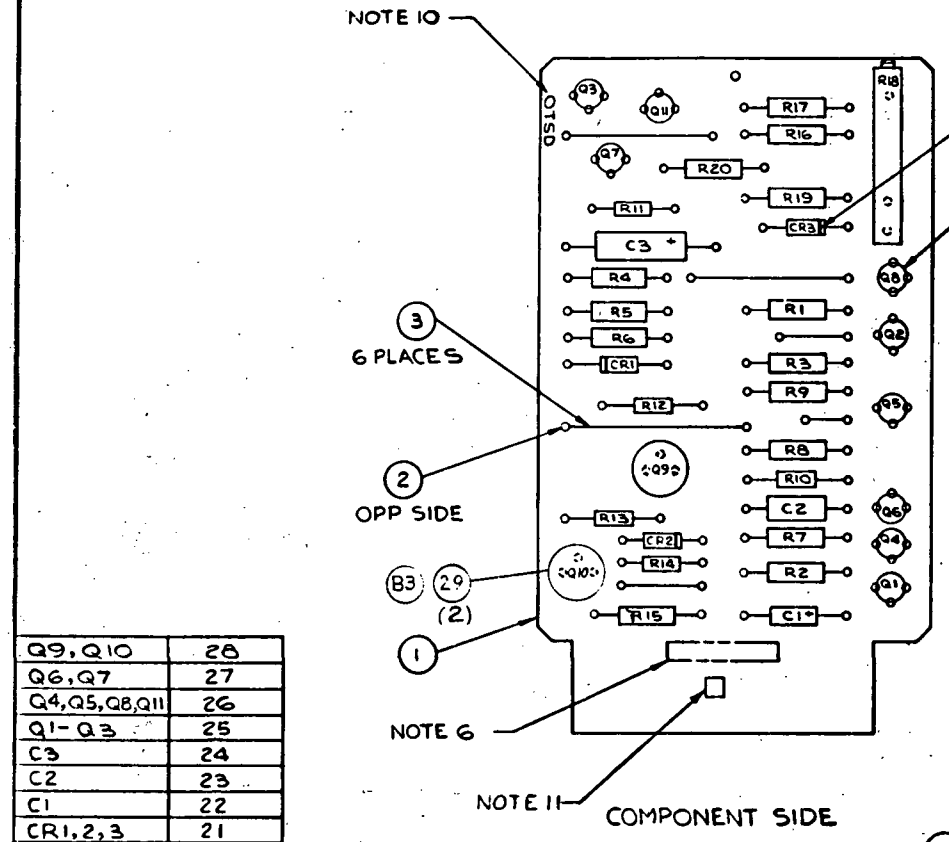 NOTE 10
OTSD
Q3
Q11
R17
R18
R16
Q7
R20
R19
R11
CR3
C3 +
R4
Q8
R5
R1
3
6 PLACES
R6
Q2
CR1
R3
R9
R12
Q5
2
OPP SIDE
R8
Q9
R10
C2
Q6
R13
R7
CR2
Q4
B3
29
(2)
Q10
R14
R2
Q1
R15
C1+
1
NOTE 6
NOTE 11
COMPONENT SIDE
Q9, Q10 28
Q6, Q7 27
Q4, Q5, Q8, Q11 26
Q1-Q3 25
C3 24
C2 23
C1 22
CR1, 2, 3 21